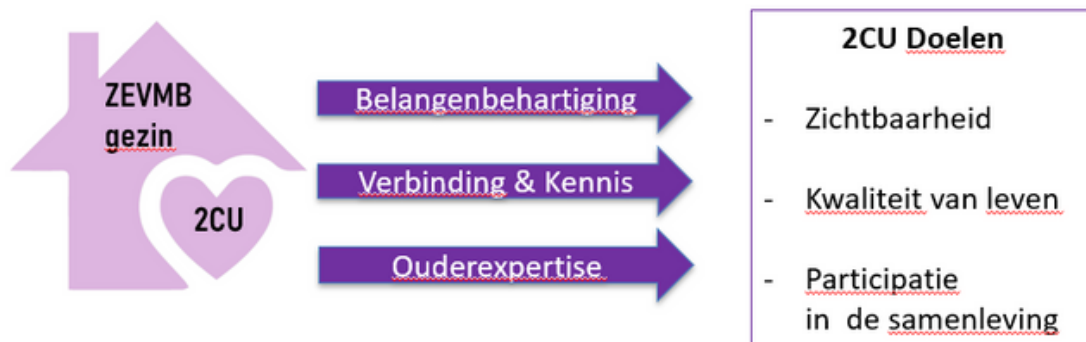 ZEVMB
gezin
2CU
Belangenbehartiging
Verbinding & Kennis
Ouderexpertise
2CU Doelen
- Zichtbaarheid
- Kwaliteit van leven
- Participatie
in de samenleving